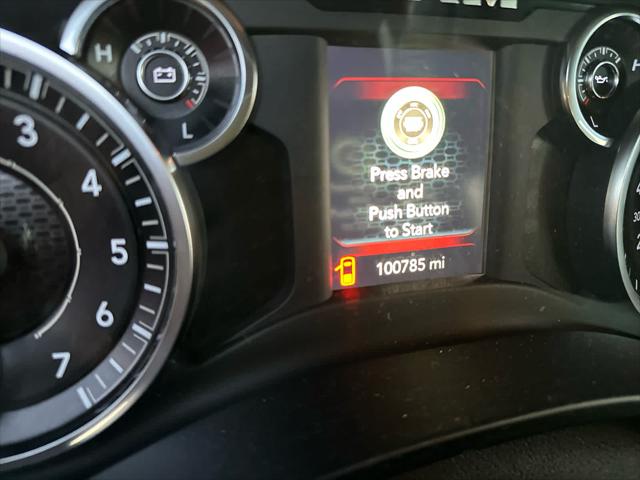 H
L
3
4
5
6
7
Press Brake
and
Push Button
to Start
100785 mi
H
L